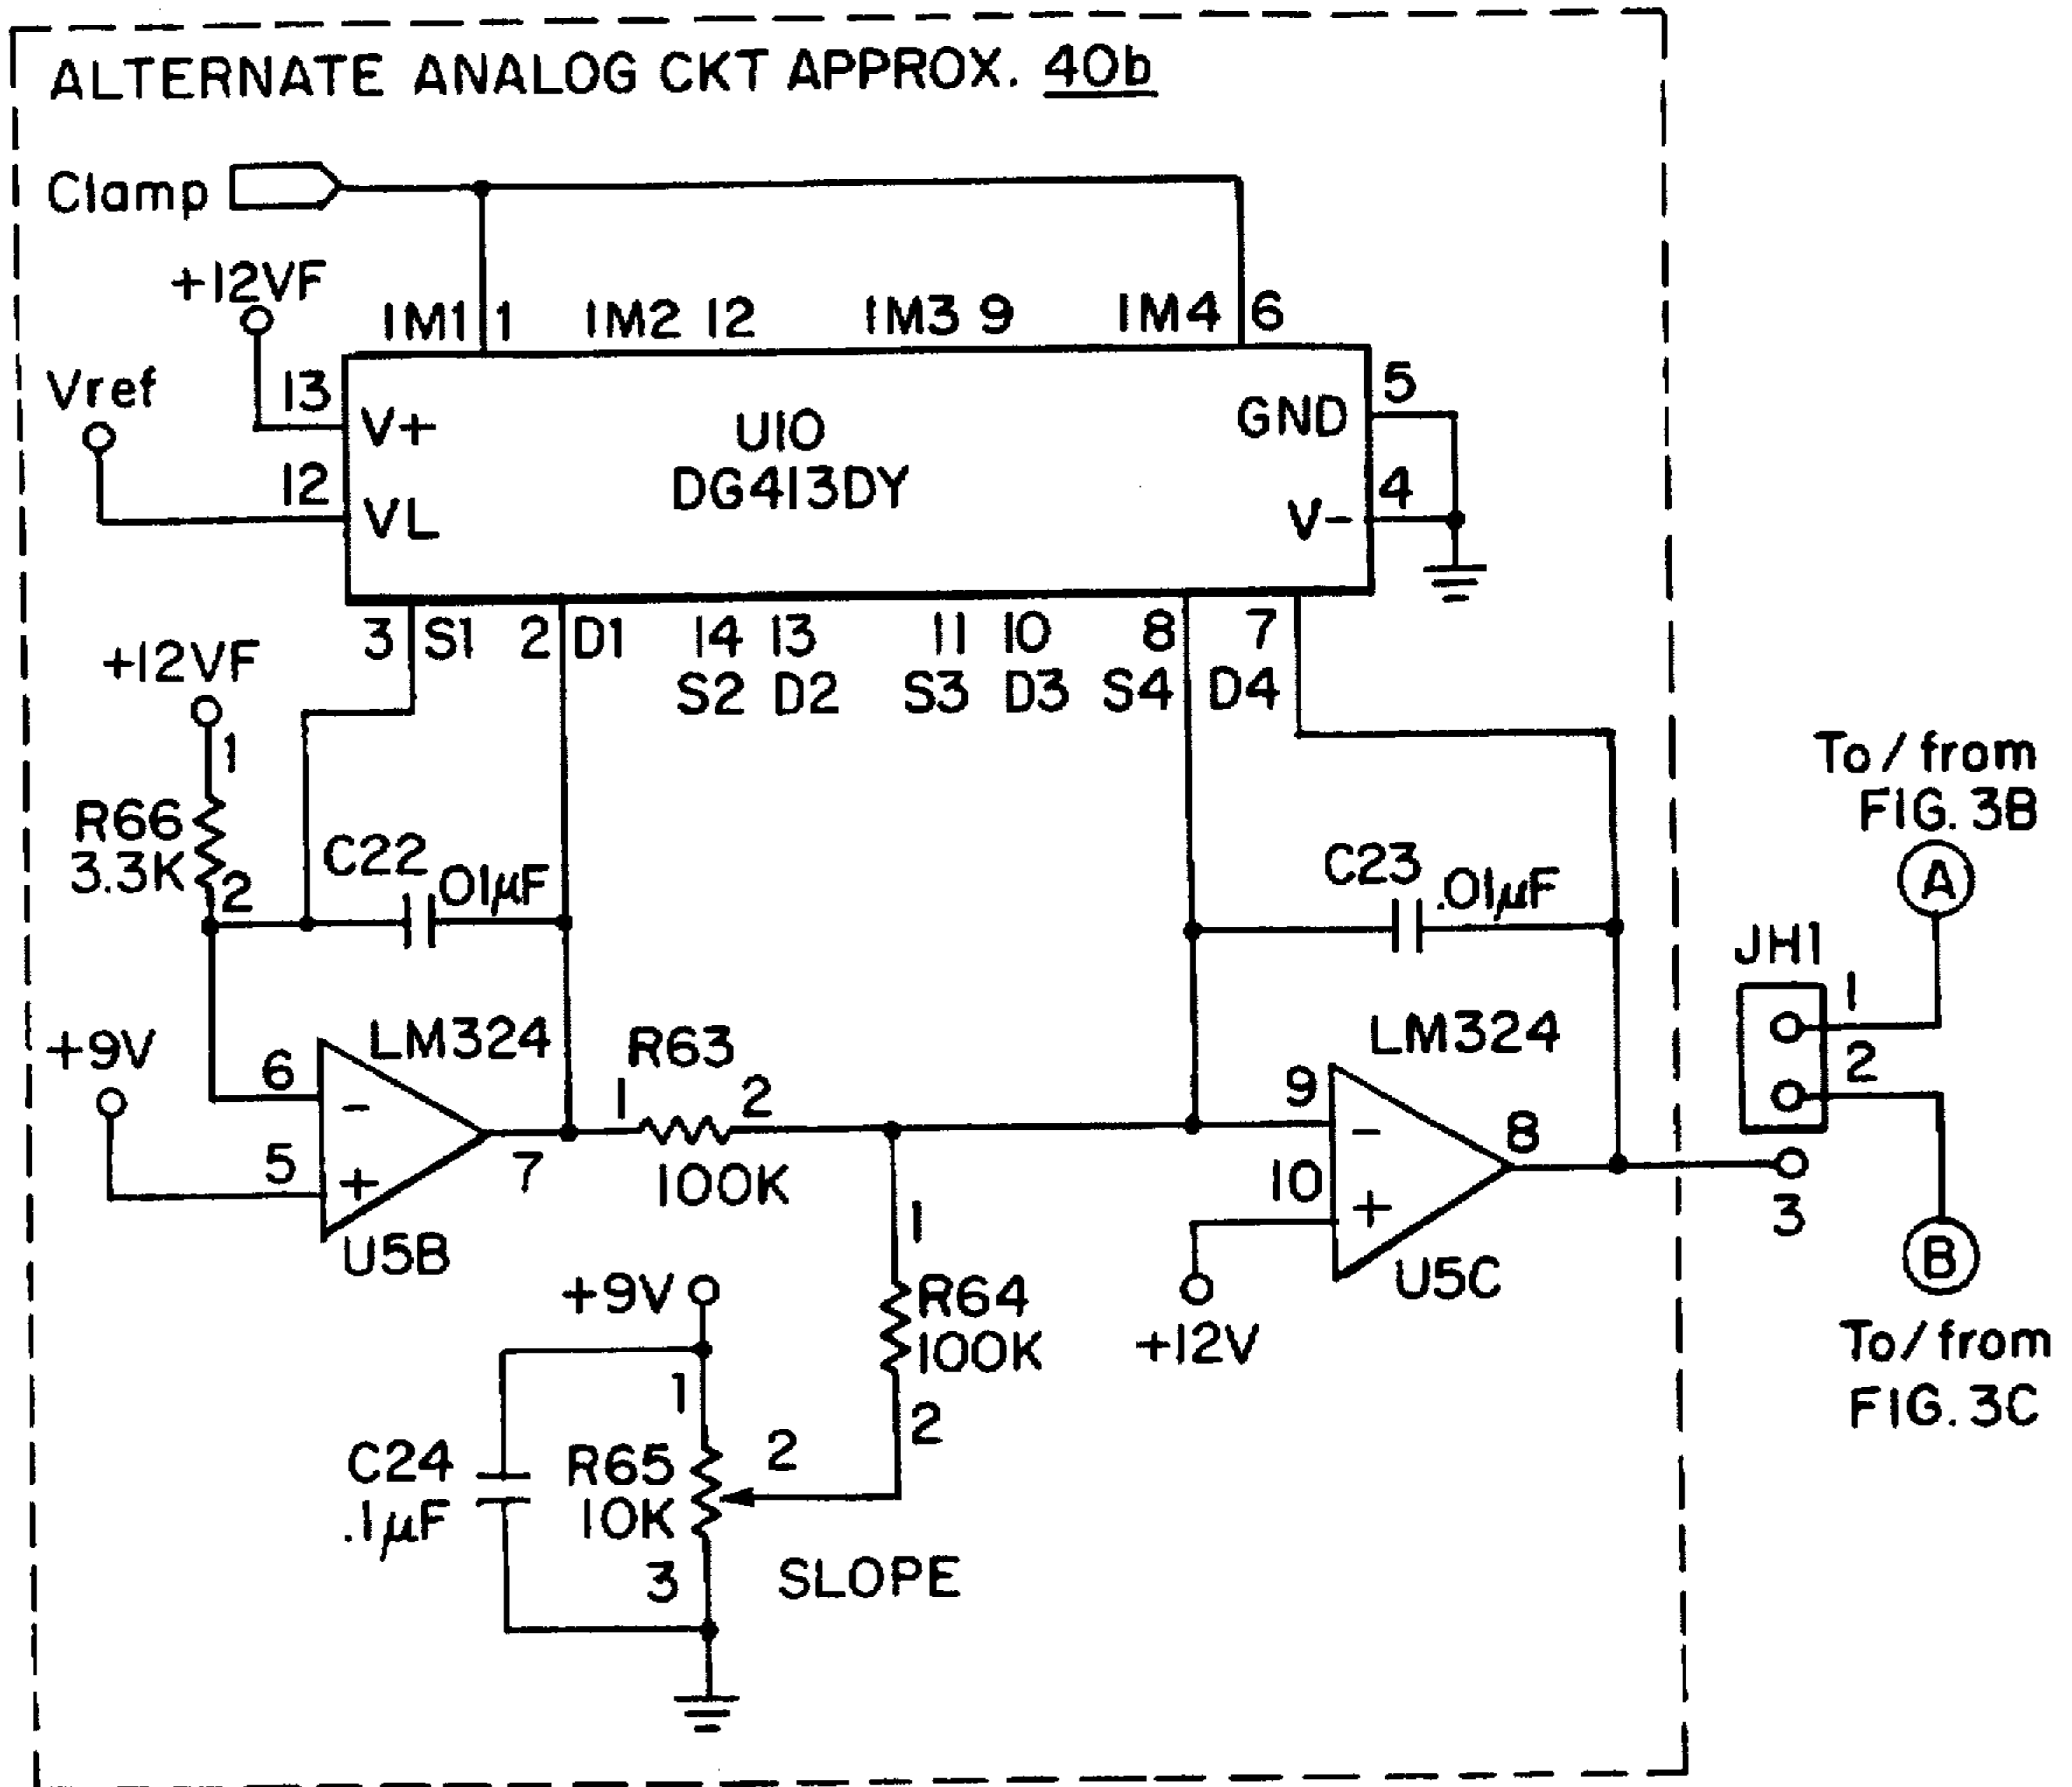 ALTERNATE ANALOG CKT APPROX. 40b
Clamp
+12VF
IM1 1 IM2 12 IM3 9 IM4 6
Vref
13
V+
12
VL
U10
DG413DY
GND
5
4
V-
3 S1 2 D1 14 13 11 10 8 7
S2 D2 S3 D3 S4 D4
+12VF
1
R66
3.3K
2
C22
.01µF
C23
.01µF
To/from
FIG. 3B
A
JH1
1
2
3
+9V
6
-
5
+
LM324
7
U5B
R63
1
2
100K
LM324
9
-
10
+
8
U5C
+12V
B
To/from
FIG. 3C
1
R64
100K
2
+9V
1
C24
.1µF
R65
10K
2
3
SLOPE